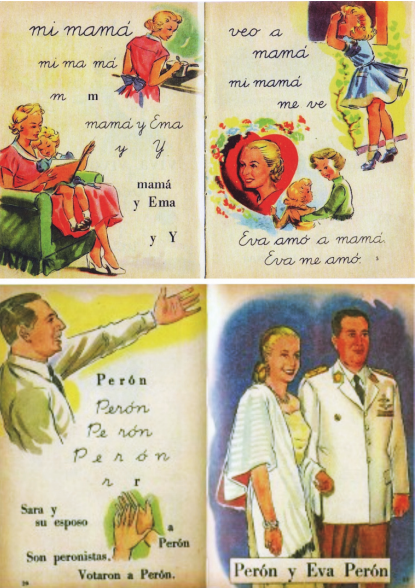 mi mamá
mi ma má
m m
mamá y Ema
y Y
mamá
y Ema
y Y
veo a
mamá
mi mamá
me ve
Eva amó a mamá.
Eva me amó.
5
Perón
Perón
Pe rón
P e r ó n
r r
Sara y
su esposo
a
Perón
Son peronistas.
Votaron a Perón.
Perón y Eva Perón